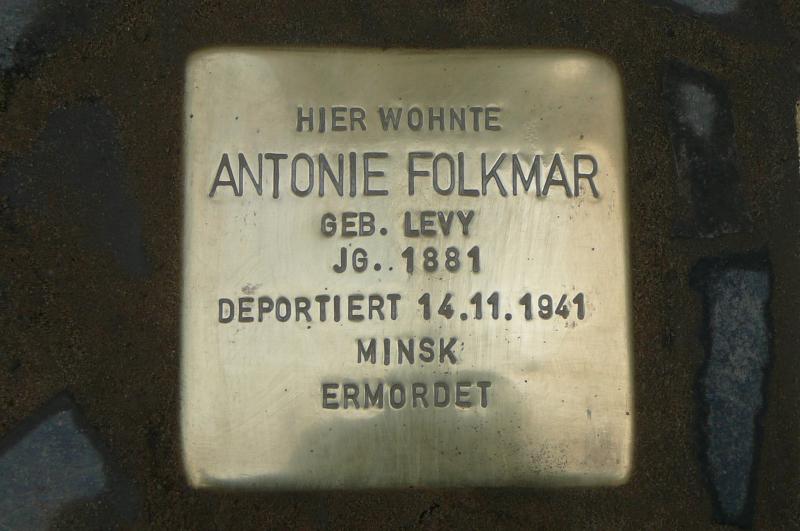 HIER WOHNTE
ANTONIE FOLKMAR
GEB. LEVY
JG. 1881
DEPORTIERT 14.11.1941
MINSK
ERMORDET